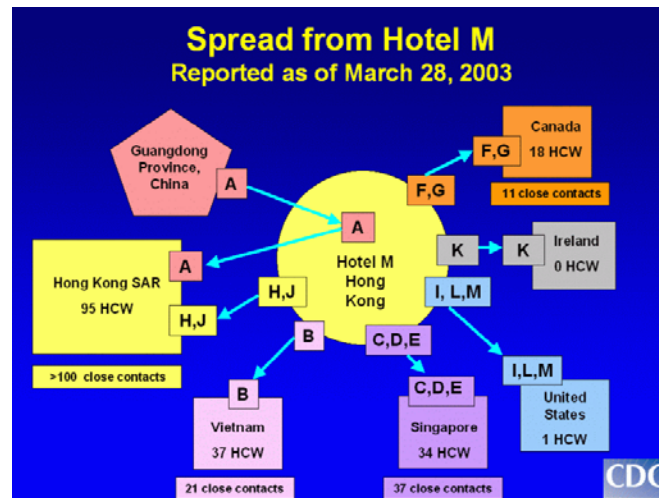 Spread from Hotel M
Reported as of March 28, 2003
Guangdong
Province,
China
A
Canada
18 HCW
F,G
11 close contacts
F,G
A
Hotel M
Hong
Kong
K
K
Ireland
0 HCW
A
Hong Kong SAR
95 HCW
H,J
>100 close contacts
H,J
I, L,M
B
C,D,E
I,L,M
United
States
1 HCW
B
Vietnam
37 HCW
21 close contacts
C,D,E
Singapore
34 HCW
37 close contacts
CDC